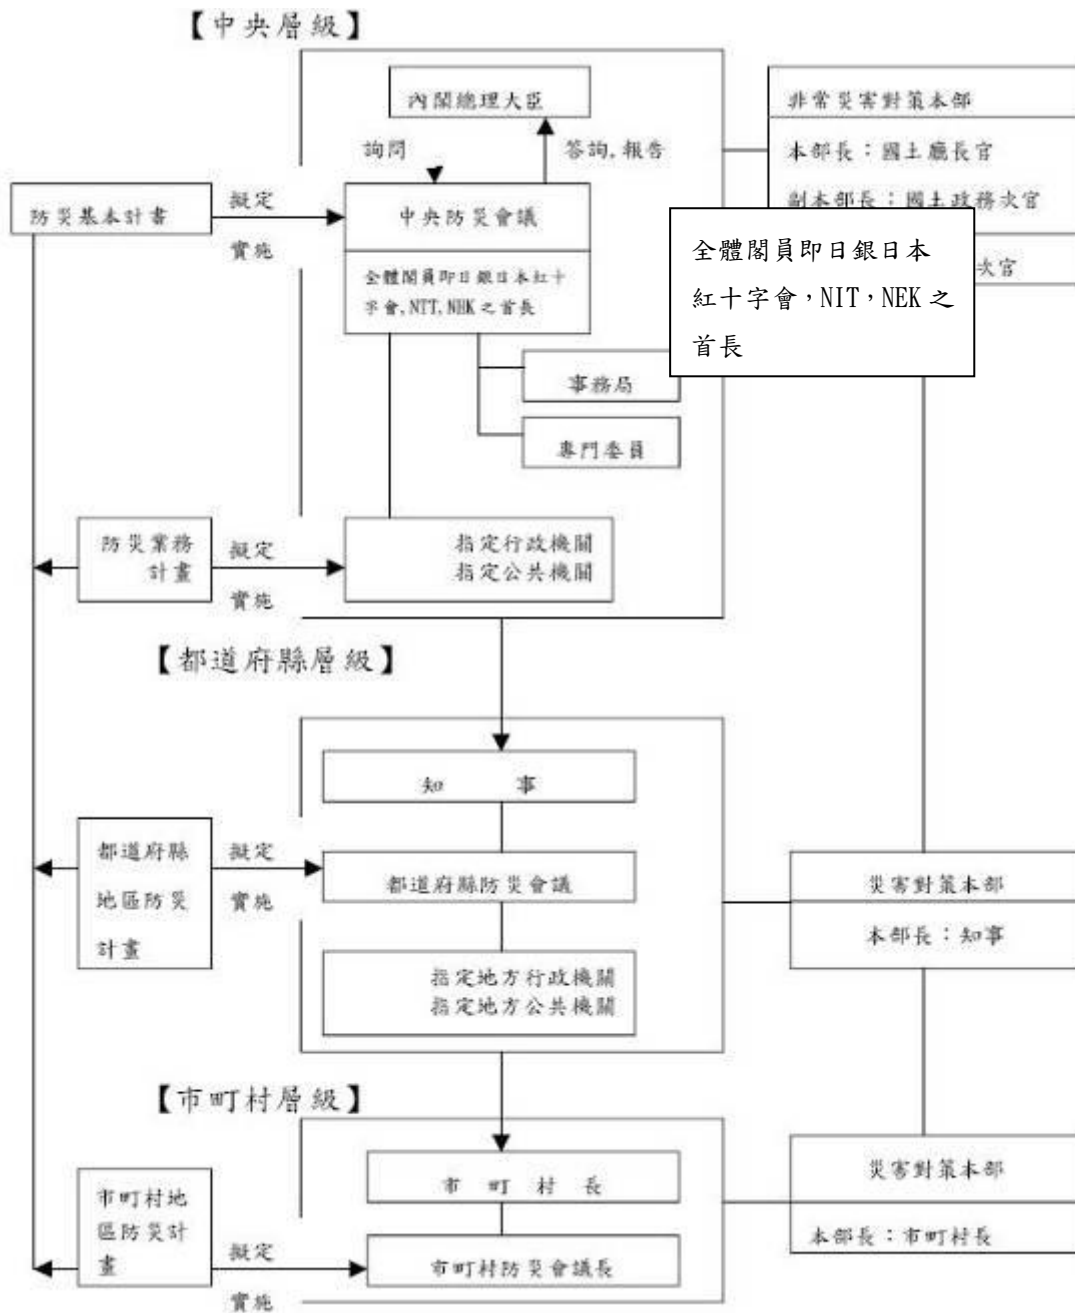 【中央層級】
內閣總理大臣
詢問
答詢,報告
非常災害對策本部
本部長：國土廳長官
副本部長：國土政務次官
次官
防災基本計書
擬定
實施
中央防災會議
全體閣員即日銀日本紅十
字會,NTT,NHK之首長
全體閣員即日銀日本
紅十字會，NIT，NEK之
首長
事務局
專門委員
防災業務
計畫
擬定
實施
指定行政機關
指定公共機關
【都道府縣層級】
知 事
都道府縣
地區防災
計畫
擬定
實施
都道府縣防災會議
災害對策本部
本部長：知事
指定地方行政機關
指定地方公共機關
【市町村層級】
市 町 村 長
災害對策本部
本部長：市町村長
市町村地
區防災計
畫
擬定
實施
市町村防災會議長